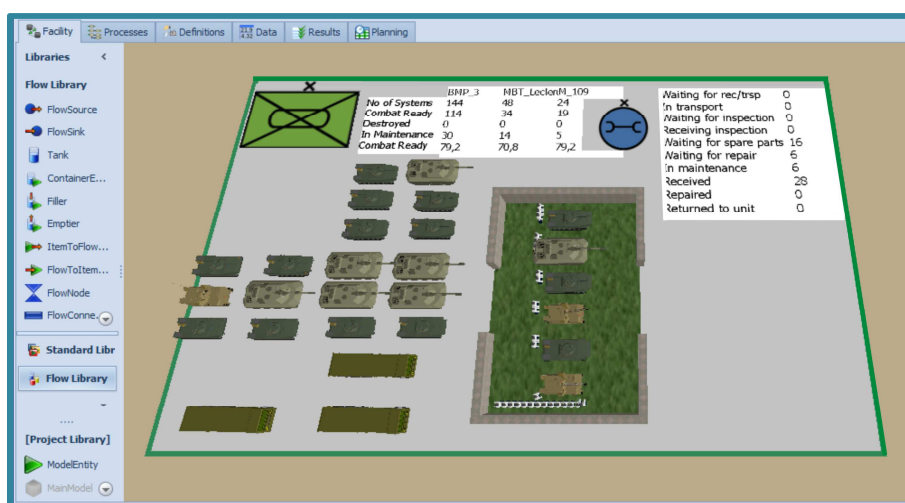 Facility Processes Definitions Data Results Planning
Libraries <
Flow Library
FlowSource
FlowSink
Tank
ContainerE...
Filler
Emptier
ItemToFlow...
FlowToItem...
FlowNode
FlowConne.
Standard Libr
Flow Library
....
[Project Library]
ModelEntity
MainModel
BMP_3 MBT_LeclonM_109
No of Systems 144 48 24
Combat Ready 114 34 19
Destroyed 0 0 0
In Maintenance 30 14 5
Combat Ready 79,2 70,8 79,2
Waiting for rec/trsp 0
In transport 0
Waiting for inspection 0
Receiving inspection 0
Waiting for spare parts 16
Waiting for repair 6
In maintenance 6
Received 28
Repaired 0
Returned to unit 0